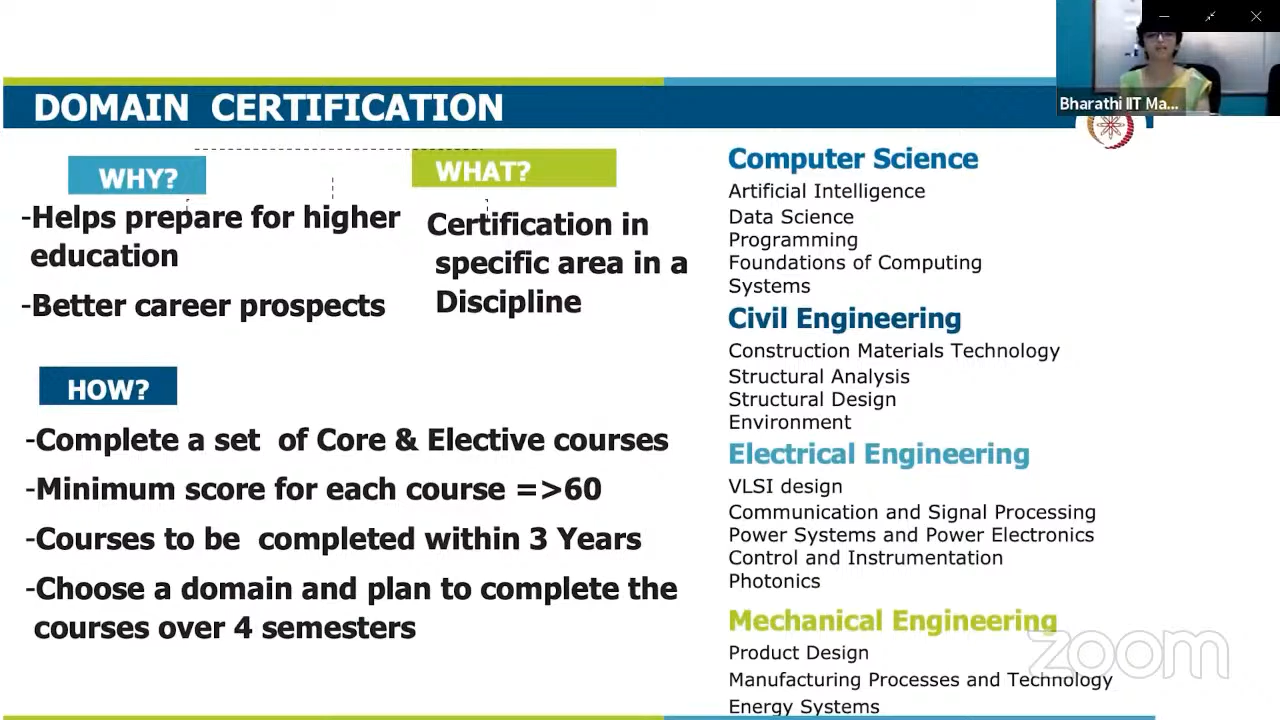 Bharathi IIT Ma...
DOMAIN CERTIFICATION
WHY?
-Helps prepare for higher
education
-Better career prospects
WHAT?
Certification in
specific area in a
Discipline
HOW?
-Complete a set of Core & Elective courses
-Minimum score for each course =>60
-Courses to be completed within 3 Years
-Choose a domain and plan to complete the
courses over 4 semesters
Computer Science
Artificial Intelligence
Data Science
Programming
Foundations of Computing
Systems
Civil Engineering
Construction Materials Technology
Structural Analysis
Structural Design
Environment
Electrical Engineering
VLSI design
Communication and Signal Processing
Power Systems and Power Electronics
Control and Instrumentation
Photonics
Mechanical Engineering
Product Design
Manufacturing Processes and Technology
Energy Systems
zoom